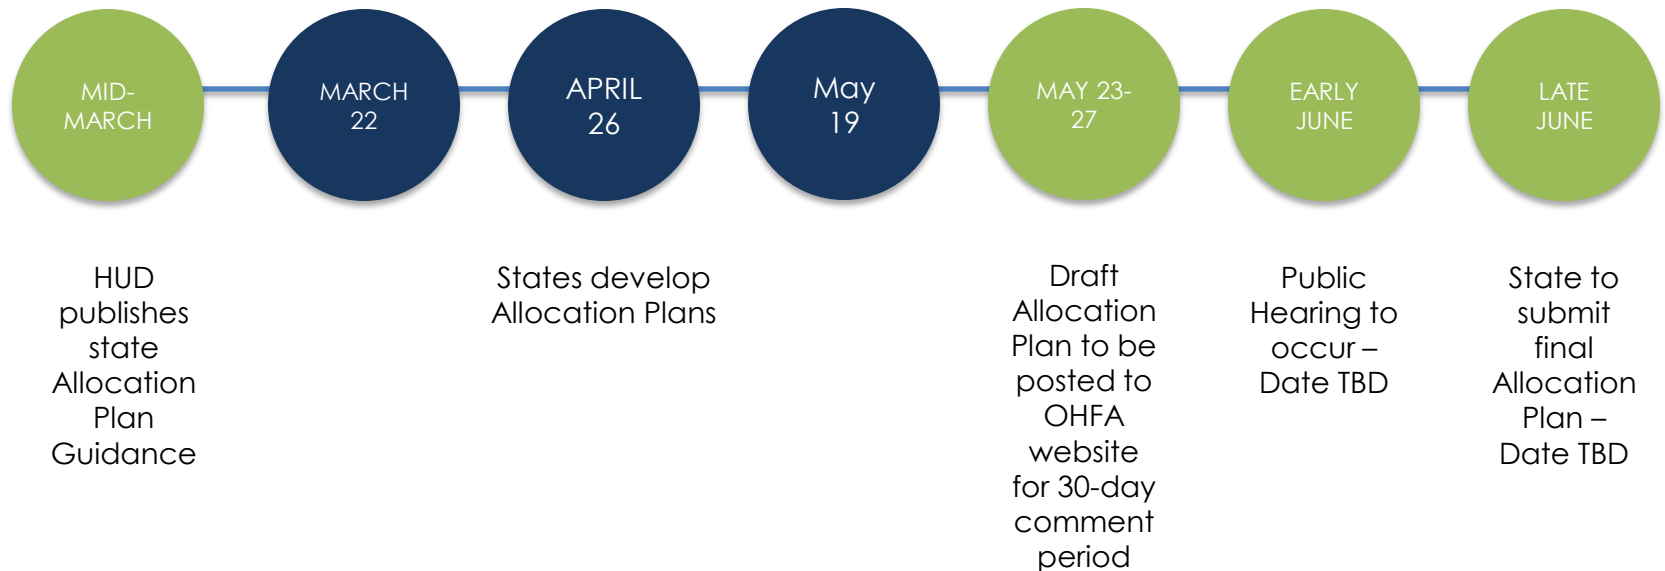 MID-
MARCH
MARCH
22
APRIL
26
May
19
MAY 23-
27
EARLY
JUNE
LATE
JUNE
HUD
publishes
state
Allocation
Plan
Guidance
States develop
Allocation Plans
Draft
Allocation
Plan to be
posted to
OHFA
website
for 30-day
comment
period
Public
Hearing to
occur –
Date TBD
State to
submit
final
Allocation
Plan –
Date TBD